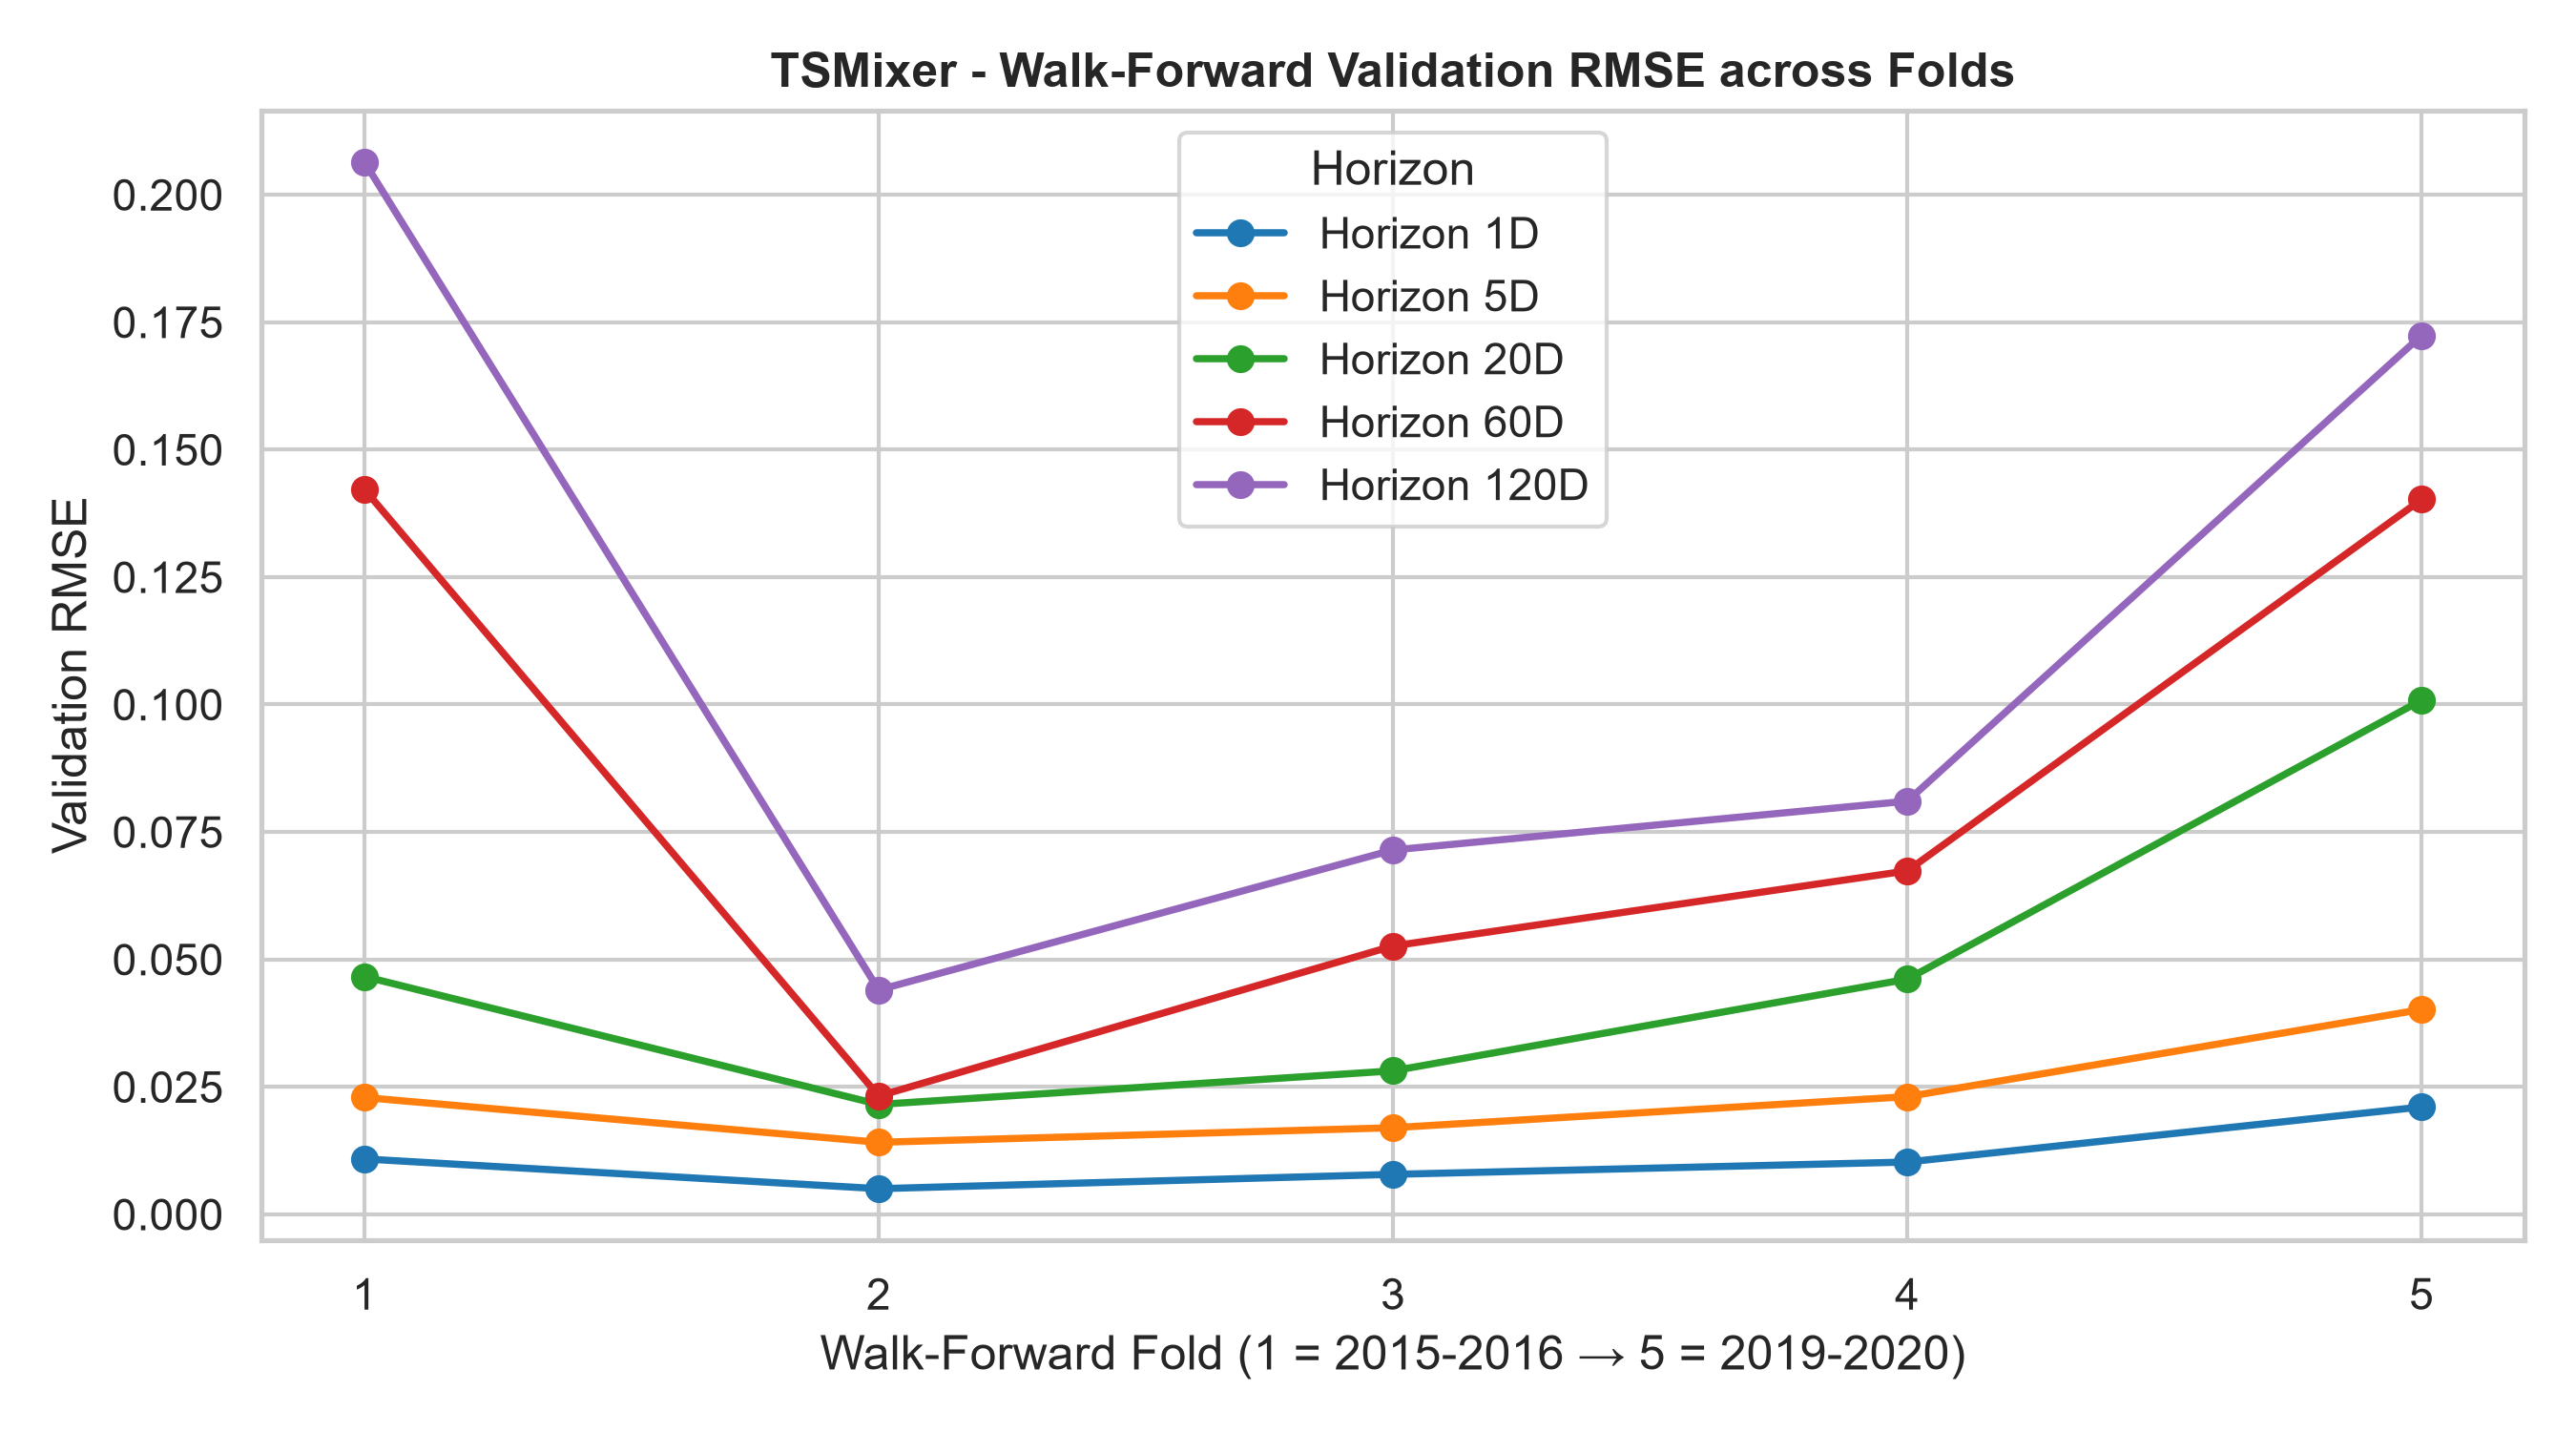 TSMixer - Walk-Forward Validation RMSE across Folds
Horizon
Horizon 1D
Horizon 5D
Horizon 20D
Horizon 60D
Horizon 120D
Validation RMSE
0.200
0.175
0.150
0.125
0.100
0.075
0.050
0.025
0.000
1 2 3 4 5
Walk-Forward Fold (1 = 2015-2016 → 5 = 2019-2020)